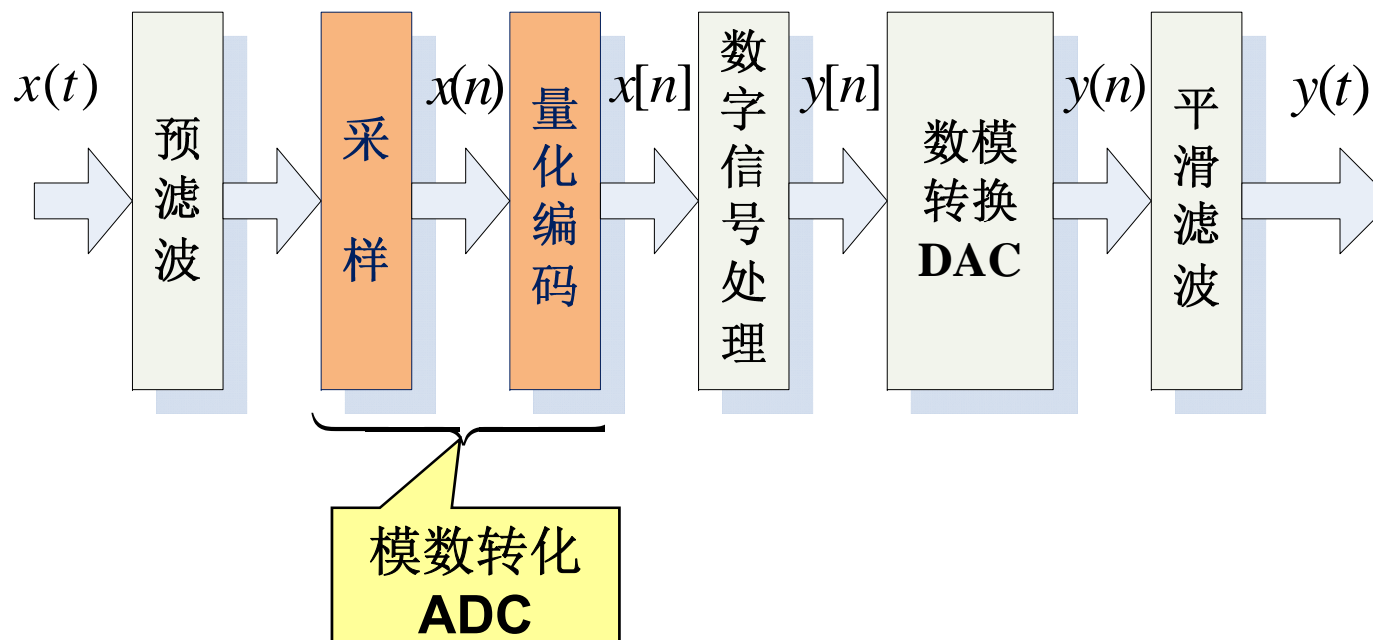 x(t)
预滤波
采样
x(n)
量化编码
x[n]
数字信号处理
y[n]
数模
转换
DAC
y(n)
平滑滤波
y(t)
模数转化
ADC